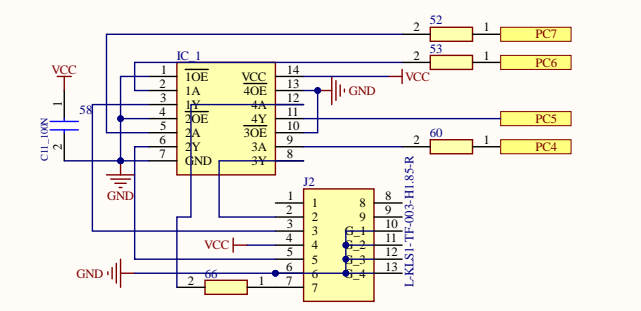 52
2 1 PC7
53
2 1 PC6
IC_1
VCC
1 1OE VCC 14 VCC
2 1A 4OE 13 GND
3 1Y 4A 12
4 2OE 4Y 11 PC5
5 2A 3OE 10
6 2Y 3A 9
7 GND 3Y 8
60
2 1 PC4
1
58
C11_100N
2
GND
J2
1 1 8 8
2 2 9 9
3 3 G_1 10
VCC 4 4 G_2 11
5 5 G_3 12
GND 6 6 G_4 13
66
2 1 7 7
L-KLS1-TF-003-H1.85-R